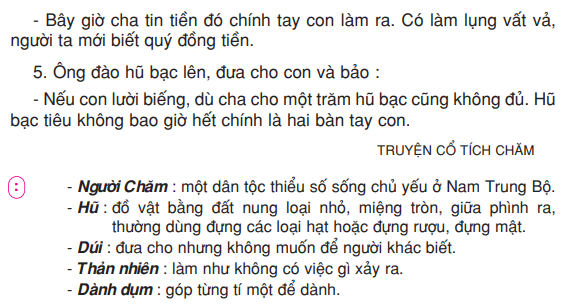 - Bây giờ cha tin tiền đó chính tay con làm ra. Có làm lụng vất vả,
người ta mới biết quý đồng tiền.
5. Ông đào hũ bạc lên, đưa cho con và bảo :
- Nếu con lười biếng, dù cha cho một trăm hũ bạc cũng không đủ. Hũ
bạc tiêu không bao giờ hết chính là hai bàn tay con.
TRUYỆN CỔ TÍCH CHĂM
: - Người Chăm : một dân tộc thiểu số sống chủ yếu ở Nam Trung Bộ.
- Hũ : đồ vật bằng đất nung loại nhỏ, miệng tròn, giữa phình ra,
thường dùng đựng các loại hạt hoặc đựng rượu, đựng mật.
- Dúi : đưa cho nhưng không muốn để người khác biết.
- Thản nhiên : làm như không có việc gì xảy ra.
- Dành dụm : góp từng tí một để dành.